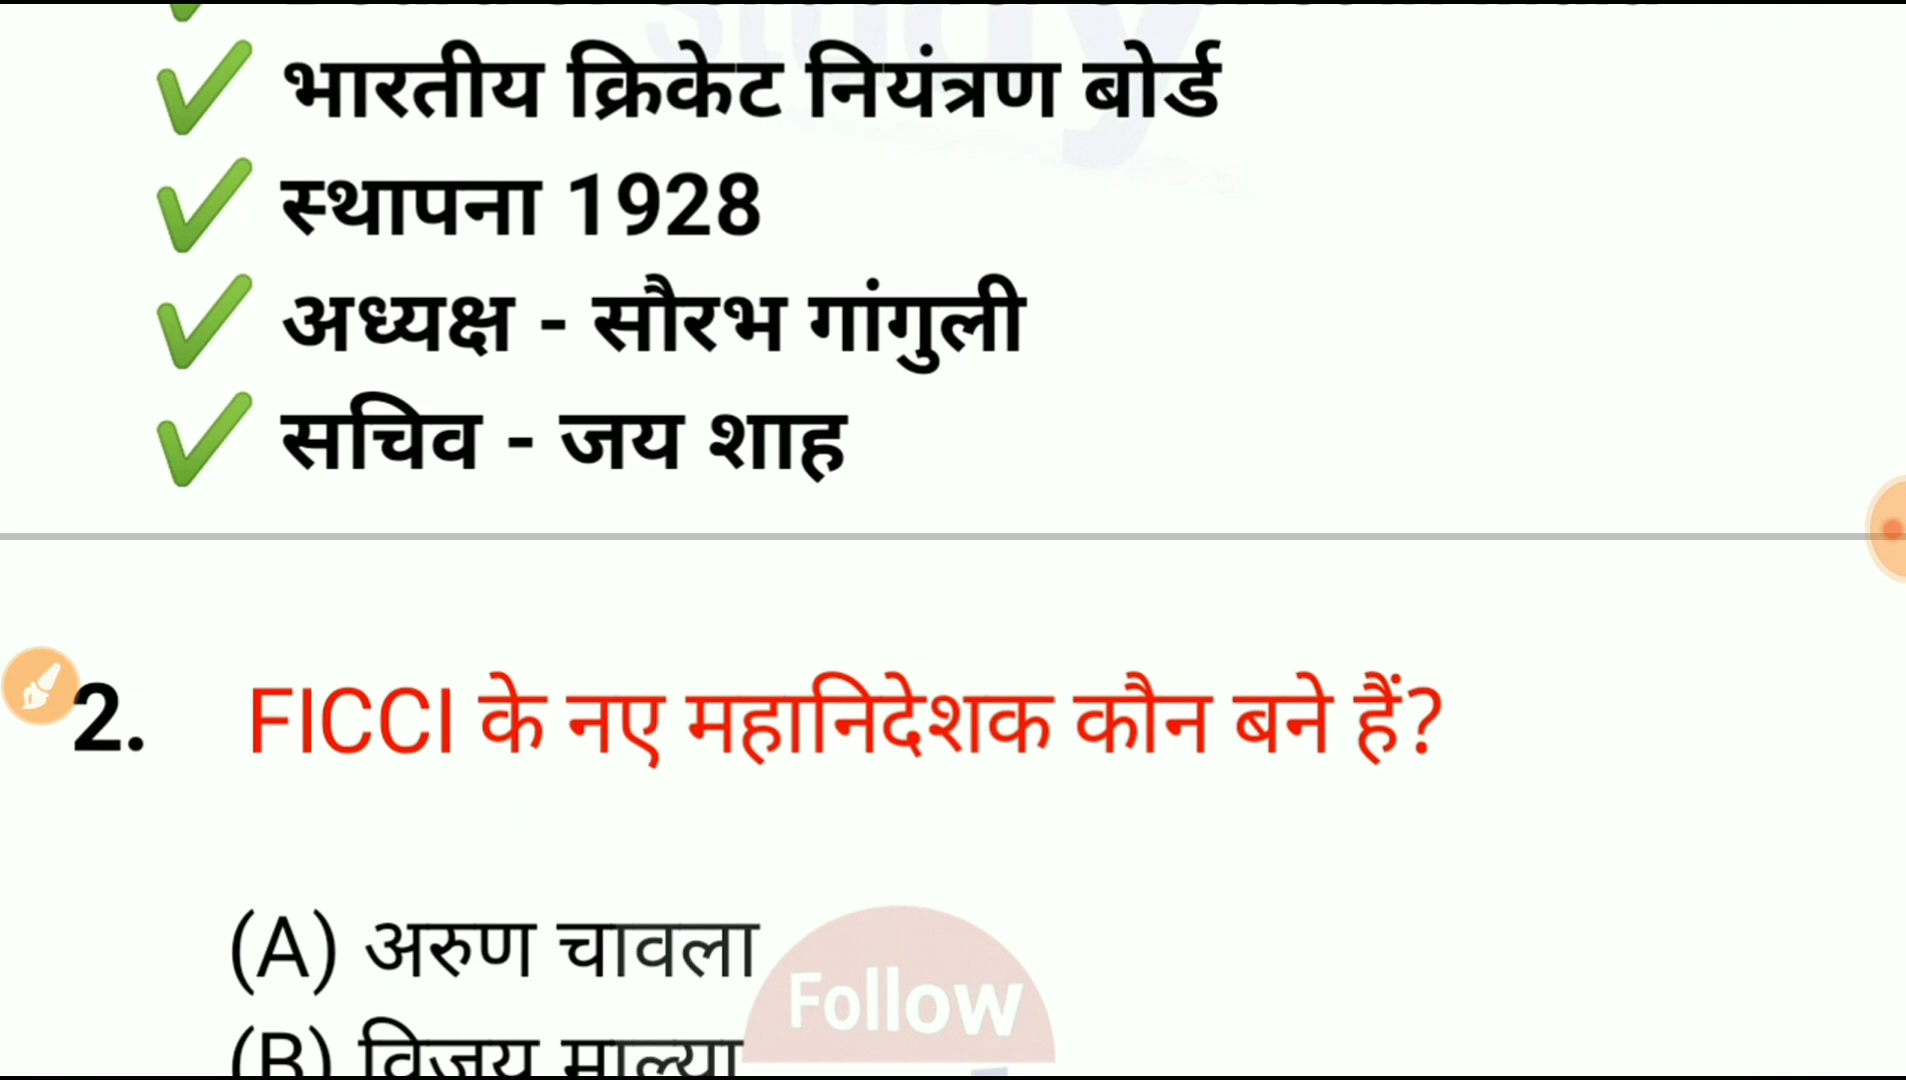 भारतीय क्रिकेट नियंत्रण बोर्ड
स्थापना 1928
अध्यक्ष - सौरभ गांगुली
सचिव - जय शाह
2. FICCI के नए महानिदेशक कौन बने हैं?
(A) अरुण चावला
Follow
(B) विजय माल्या